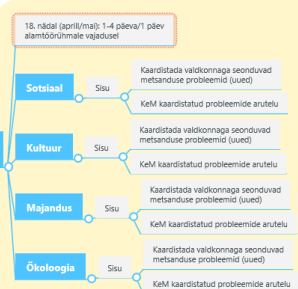 18. nädal (aprill/mai): 1-4 päeva/1 päev
alamtöörühmale vajadusel
Sotsiaal
Sisu
Kaardistada valdkonnaga seonduvad
metsanduse probleemid (uued)
KeM kaardistatud probleemide arutelu
Kultuur
Sisu
Kaardistada valdkonnaga seonduvad
metsanduse probleemid (uued)
KeM kaardistatud probleemide arutelu
Majandus
Sisu
Kaardistada valdkonnaga seonduvad
metsanduse probleemid (uued)
KeM kaardistatud probleemide arutelu
Ökoloogia
Sisu
Kaardistada valdkonnaga seonduvad
metsanduse probleemid (uued)
KeM kaardistatud probleemide arutelu